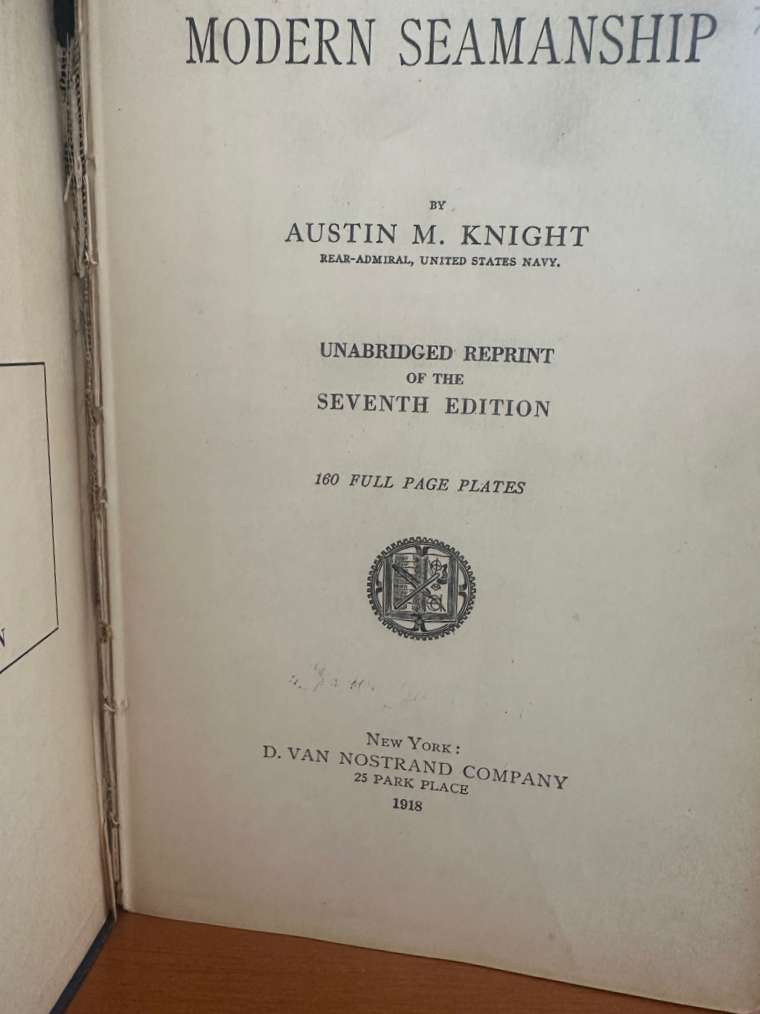 MODERN SEAMANSHIP
BY
AUSTIN M. KNIGHT
REAR-ADMIRAL, UNITED STATES NAVY.
UNABRIDGED REPRINT
OF THE
SEVENTH EDITION
160 FULL PAGE PLATES
N
NEW YORK:
D. VAN NOSTRAND COMPANY
25 PARK PLACE
1918